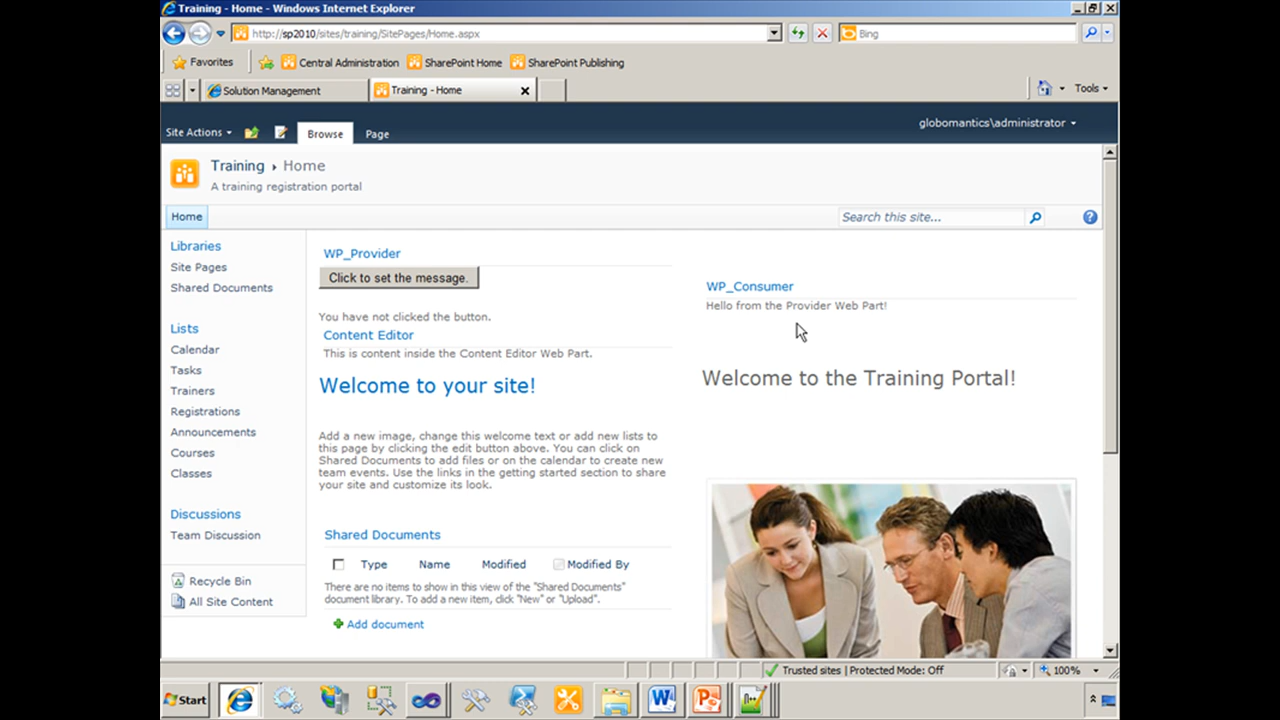 Training - Home - Windows Internet Explorer
http://sp2010/sites/training/SitePages/Home.aspx
Bing
Favorites
Central Administration
SharePoint Home
SharePoint Publishing
Solution Management
Training - Home
Tools
Site Actions
Browse
Page
globomantics\administrator
Training
Home
A training registration portal
Home
Search this site...
Libraries
Site Pages
Shared Documents
Lists
Calendar
Tasks
Trainers
Registrations
Announcements
Courses
Classes
Discussions
Team Discussion
Recycle Bin
All Site Content
WP_Provider
Click to set the message.
You have not clicked the button.
Content Editor
This is content inside the Content Editor Web Part.
Welcome to your site!
Add a new image, change this welcome text or add new lists to
this page by clicking the edit button above. You can click on
Shared Documents to add files or on the calendar to create new
team events. Use the links in the getting started section to share
your site and customize its look.
Shared Documents
Type Name Modified Modified By
There are no items to show in this view of the "Shared Documents"
document library. To add a new item, click "New" or "Upload".
Add document
WP_Consumer
Hello from the Provider Web Part!
Welcome to the Training Portal!
Trusted sites | Protected Mode: Off
100%
Start